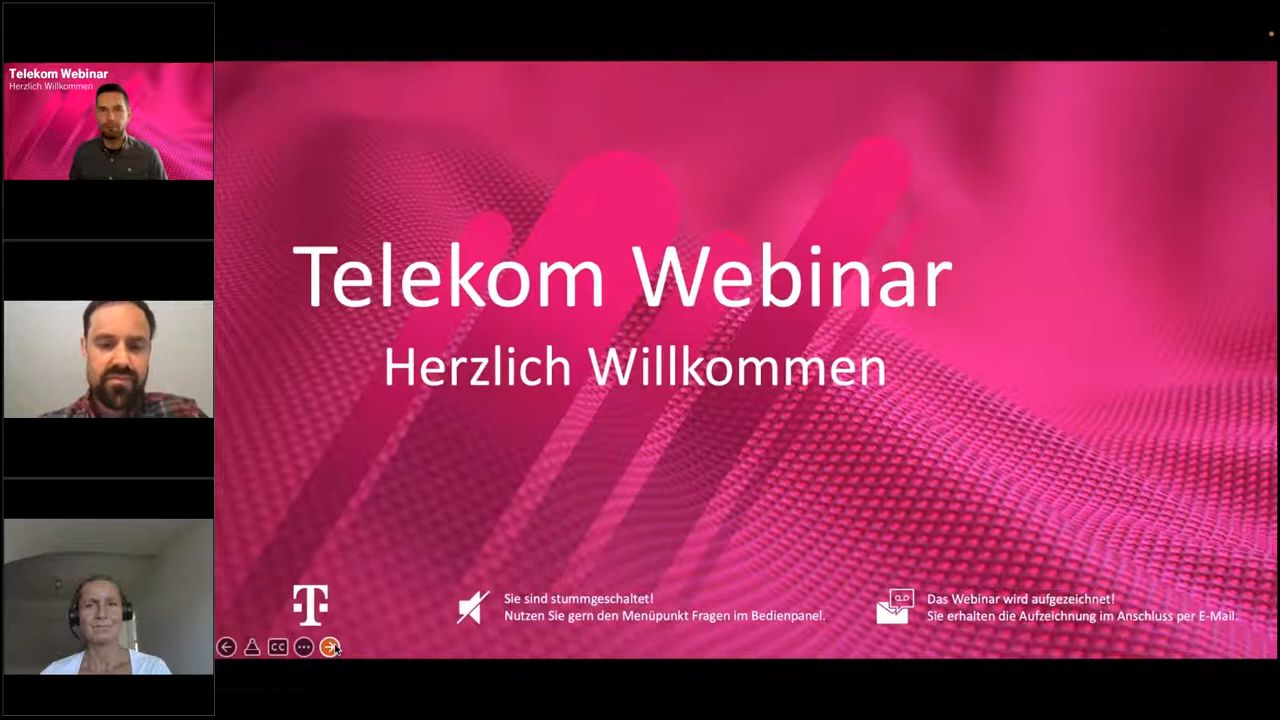 Telekom Webinar
Herzlich Willkommen
Telekom Webinar
Herzlich Willkommen
T
Sie sind stummgeschaltet!
Nutzen Sie gern den Menüpunkt Fragen im Bedienpanel.
Das Webinar wird aufgezeichnet!
Sie erhalten die Aufzeichnung im Anschluss per E-Mail.
CC